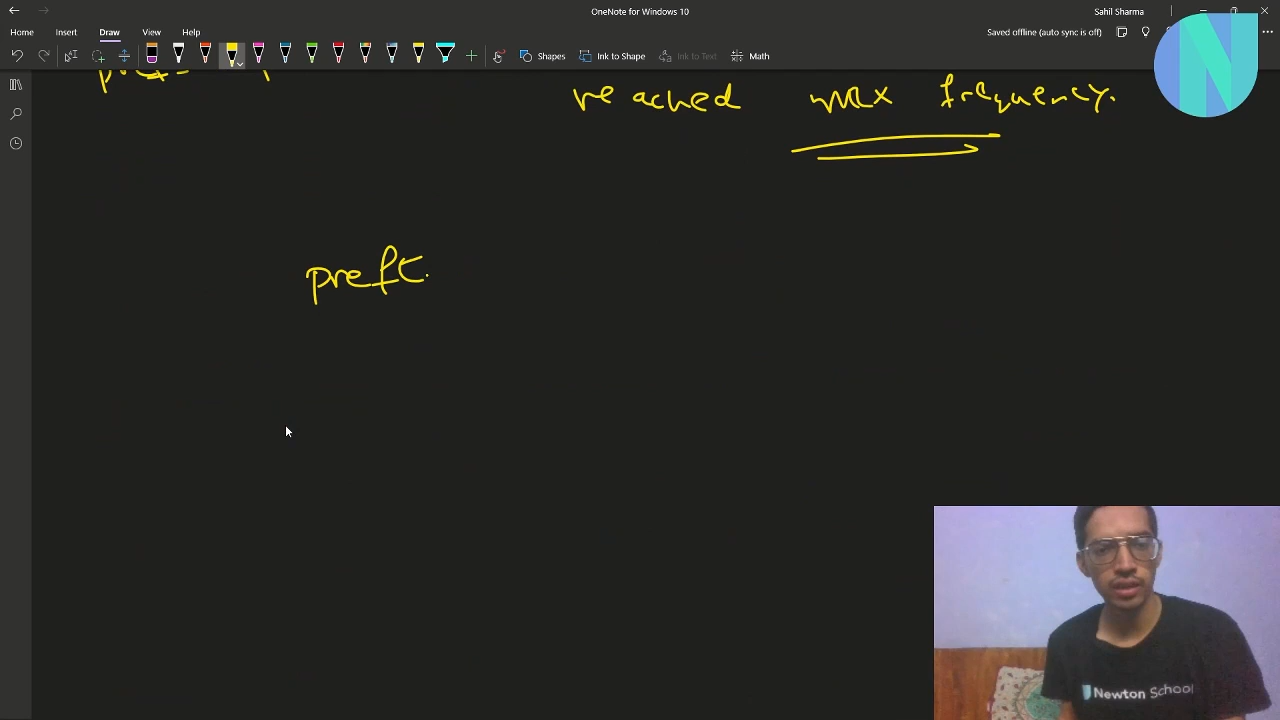 OneNote for Windows 10
Sahil Sharma
Home Insert Draw View Help
Saved offline (auto sync is off)
Shapes Ink to Shape Ink to Text Math
reached max frequency.
preft.
Newton School